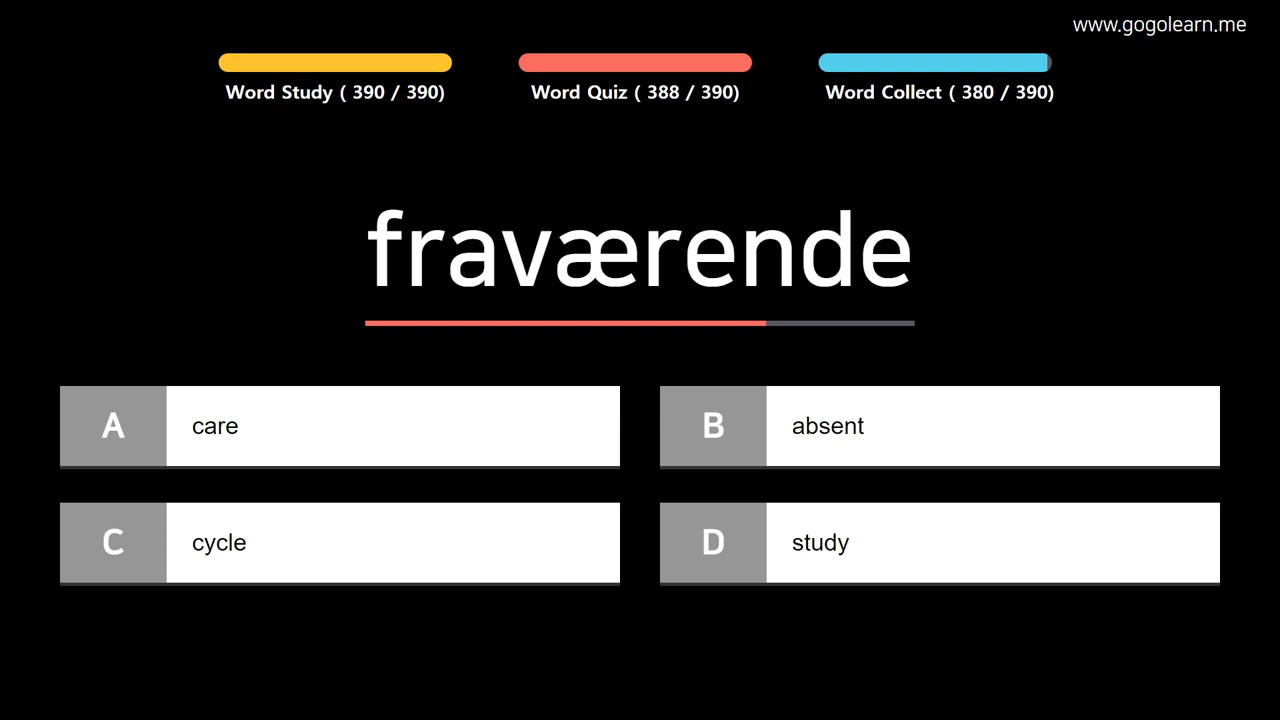 www.gogolearn.me
Word Study ( 390 / 390)
Word Quiz ( 388 / 390)
Word Collect ( 380 / 390)
fraværende
A care
B absent
C cycle
D study